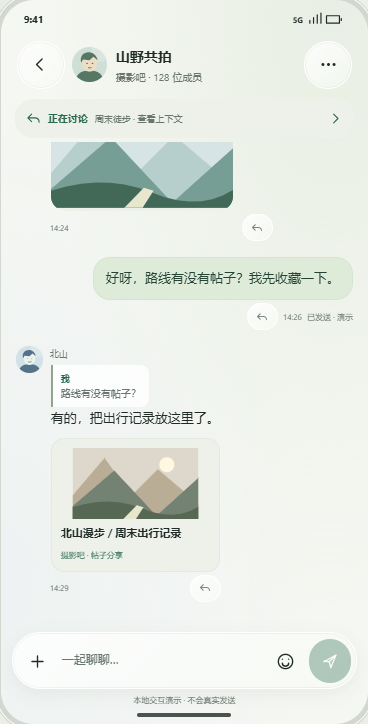 9:41
5G
山野共拍
摄影吧 · 128 位成员
正在讨论 周末徒步 · 查看上下文
14:24
好呀，路线有没有帖子？我先收藏一下。
14:26 已发送 · 演示
北山
我
路线有没有帖子？
有的，把出行记录放这里了。
北山漫步 / 周末出行记录
摄影吧 · 帖子分享
14:29
一起聊聊...
本地交互演示 · 不会真实发送